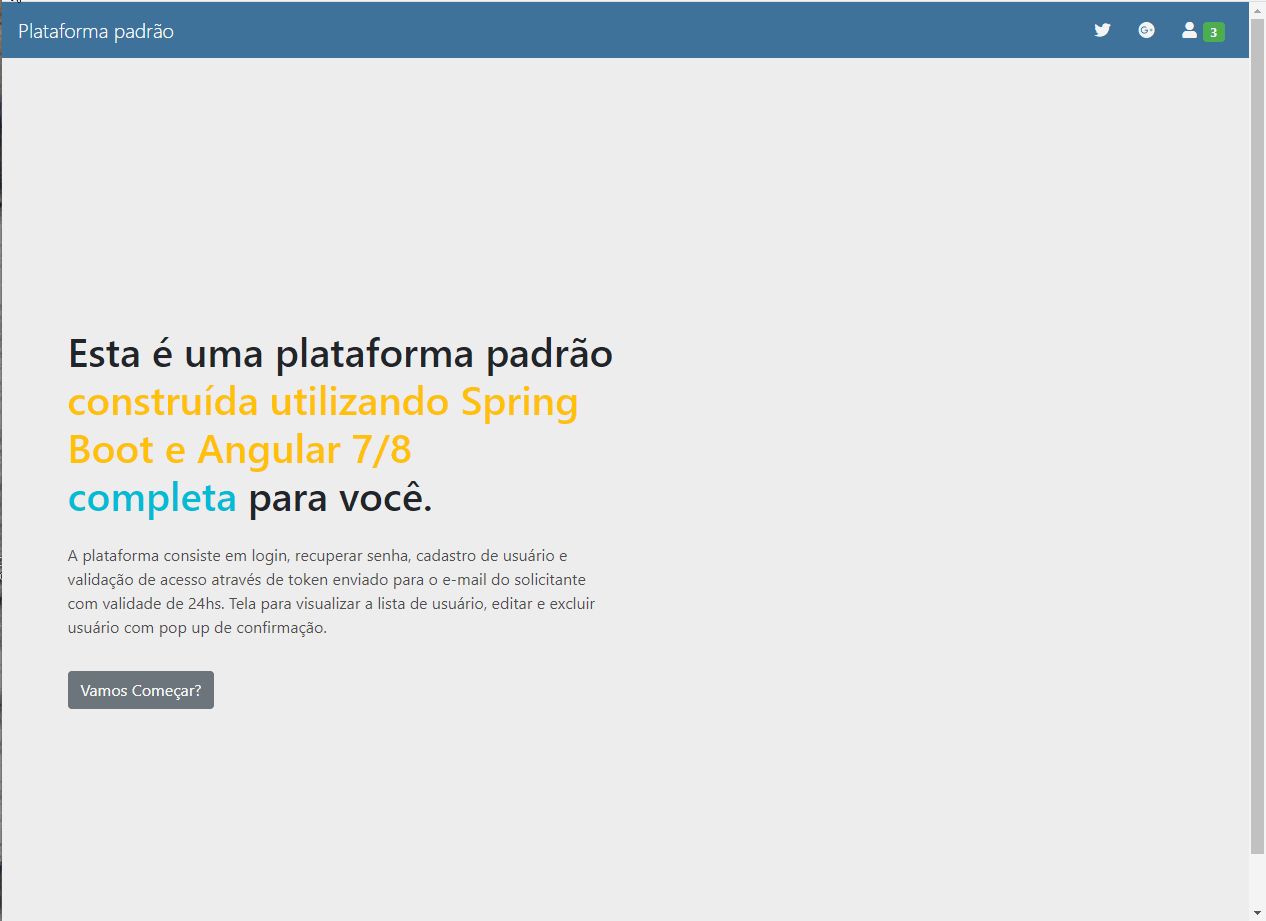 Plataforma padrão
3
Esta é uma plataforma padrão
construída utilizando Spring
Boot e Angular 7/8
completa para você.
A plataforma consiste em login, recuperar senha, cadastro de usuário e
validação de acesso através de token enviado para o e-mail do solicitante
com validade de 24hs. Tela para visualizar a lista de usuário, editar e excluir
usuário com pop up de confirmação.
Vamos Começar?